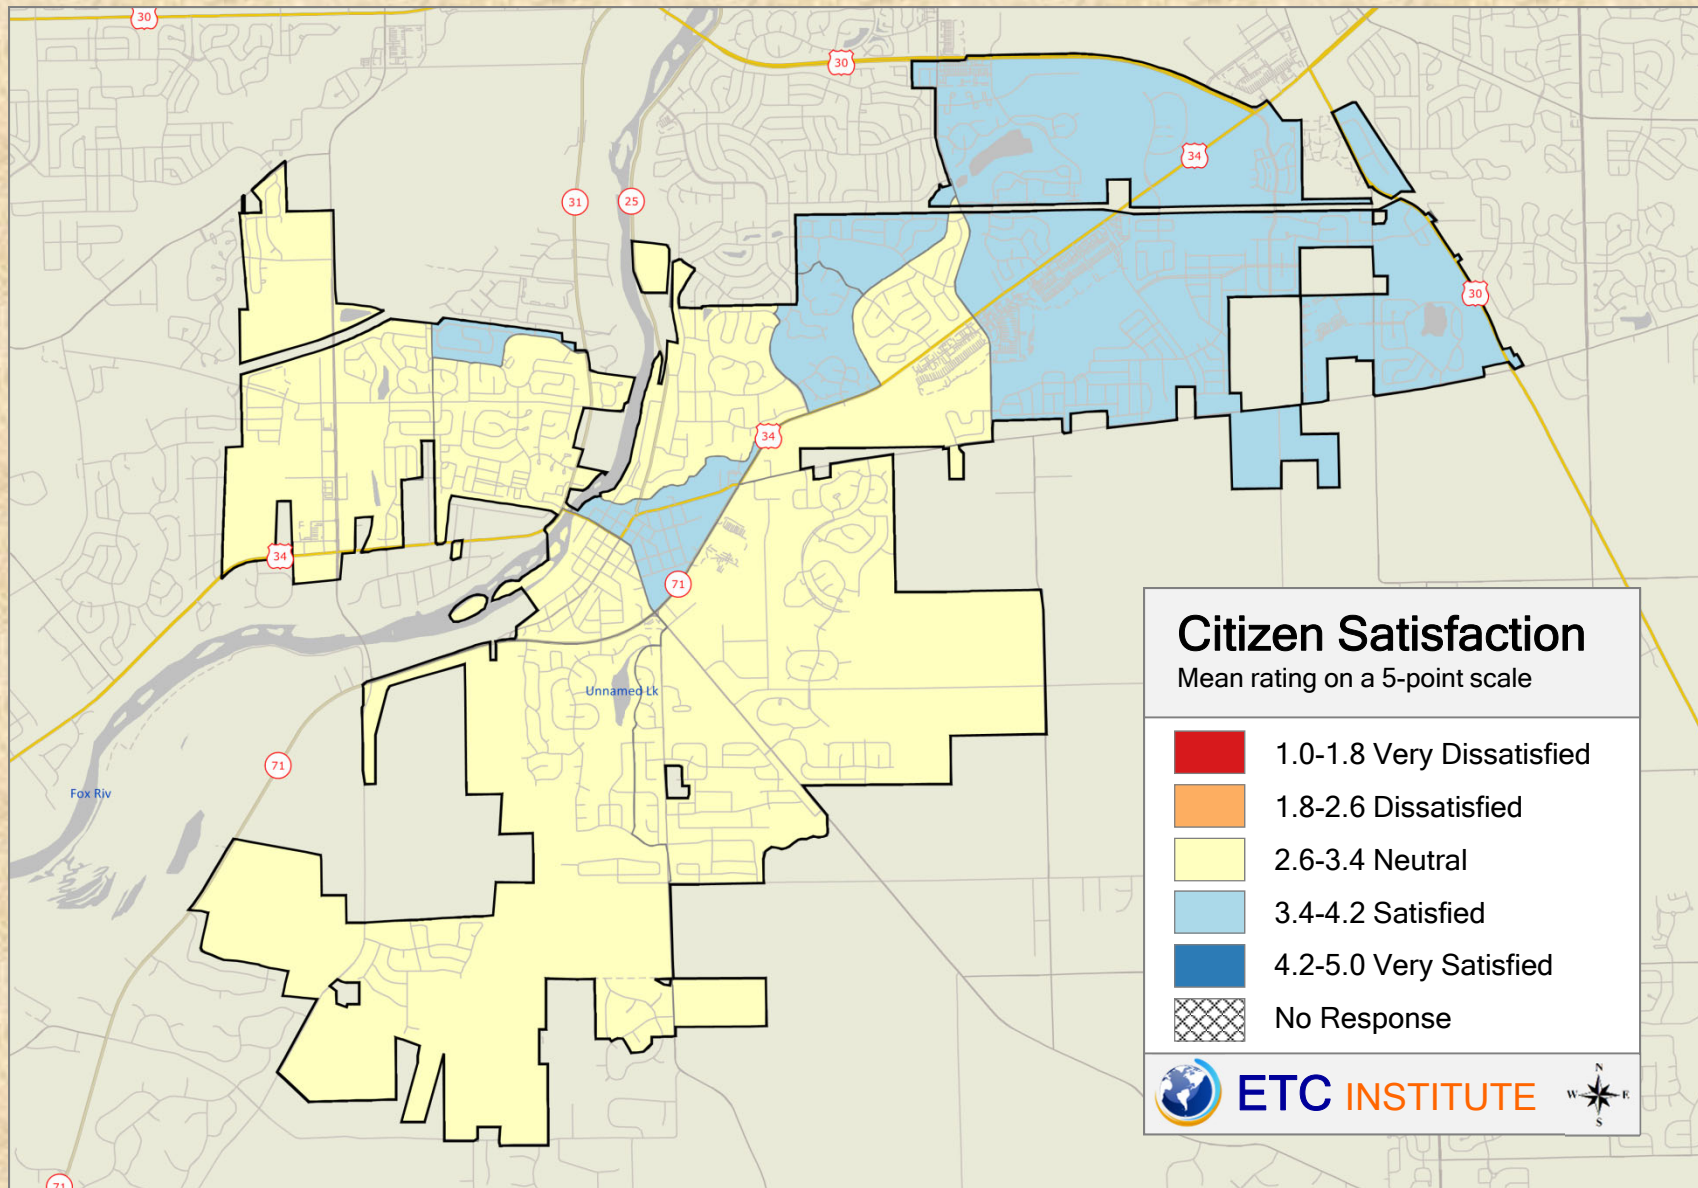 30
30
34
31
25
30
34
34
71
Unnamed Lk
71
Fox Riv
71
Citizen Satisfaction
Mean rating on a 5-point scale
1.0-1.8 Very Dissatisfied
1.8-2.6 Dissatisfied
2.6-3.4 Neutral
3.4-4.2 Satisfied
4.2-5.0 Very Satisfied
No Response
ETC INSTITUTE
N
W E
S